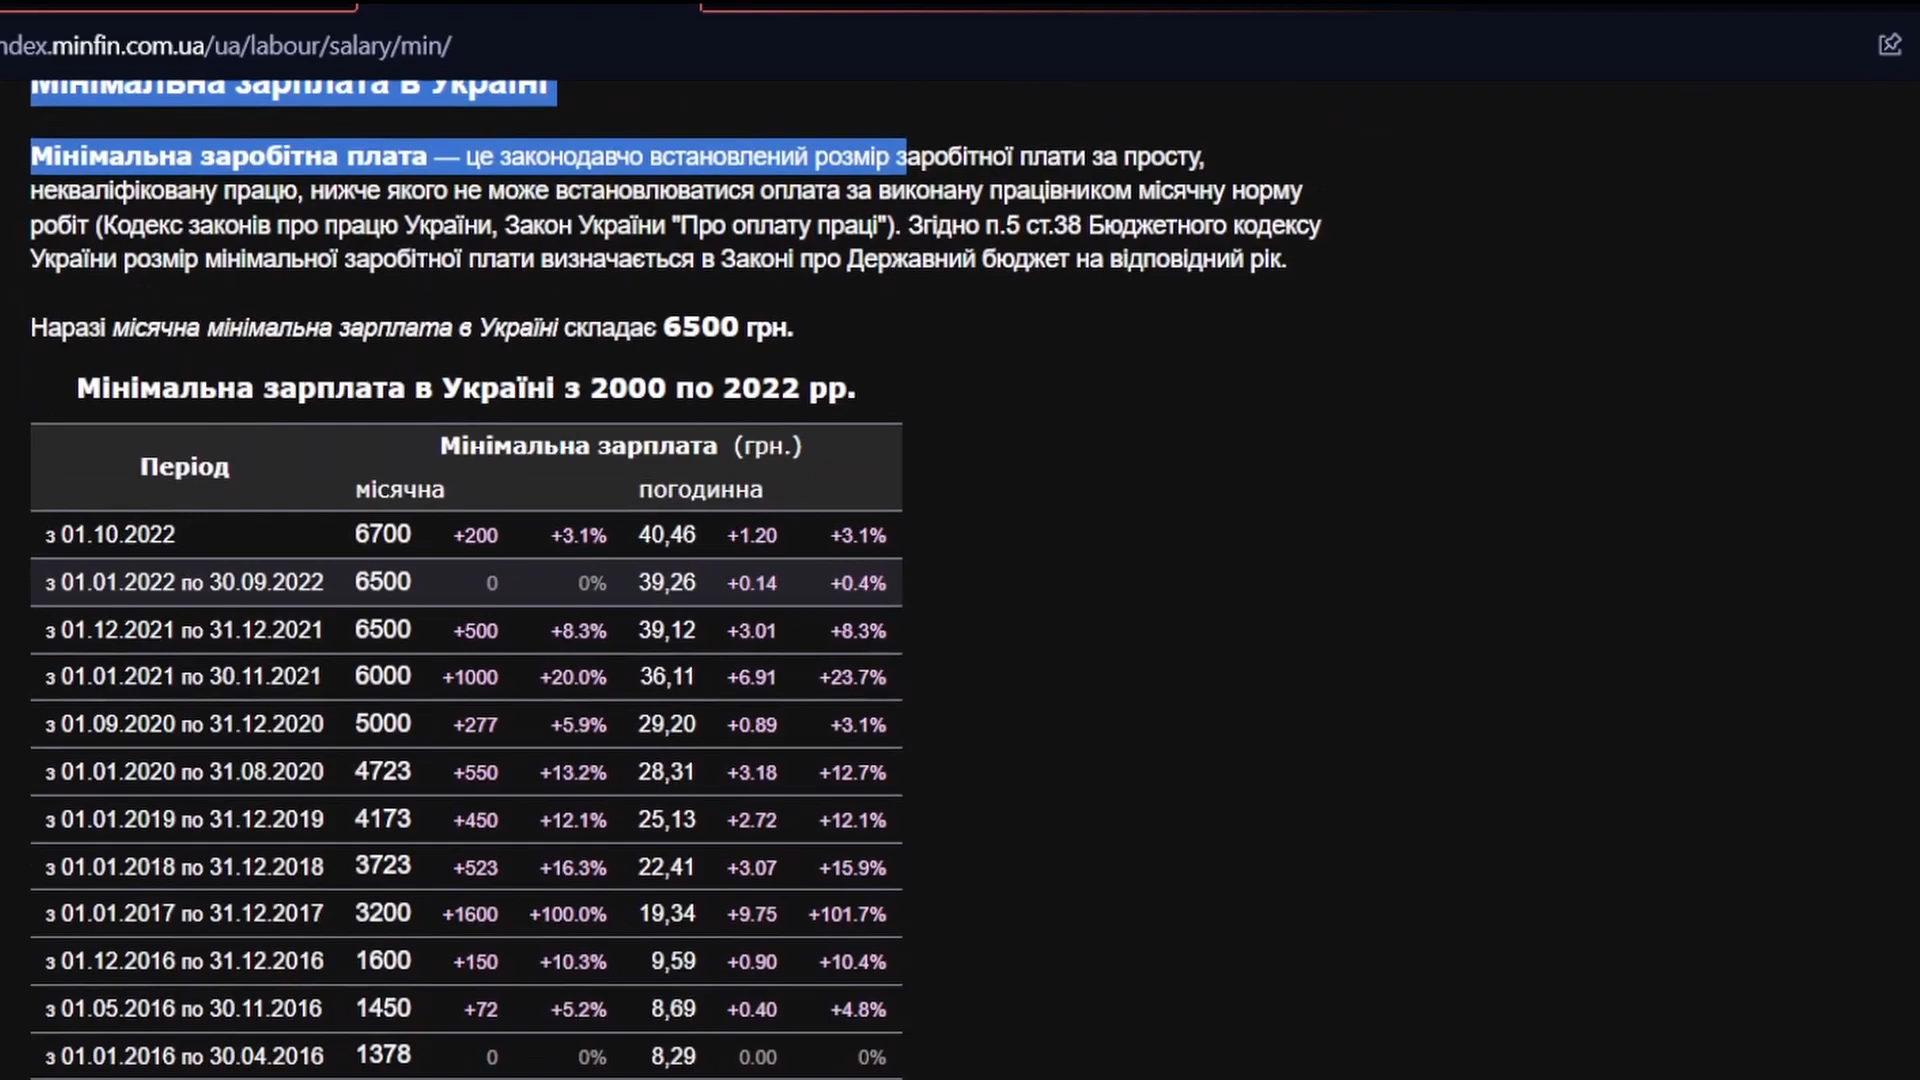 ndex.minfin.com.ua/ua/labour/salary/min/
Мінімальна зарплата в Україні
Мінімальна заробітна плата — це законодавчо встановлений розмір заробітної плати за просту,
некваліфіковану працю, нижче якого не може встановлюватися оплата за виконану працівником місячну норму
робіт (Кодекс законів про працю України, Закон України "Про оплату праці"). Згідно п.5 ст.38 Бюджетного кодексу
України розмір мінімальної заробітної плати визначається в Законі про Державний бюджет на відповідний рік.
Наразі місячна мінімальна зарплата в Україні складає 6500 грн.
Мінімальна зарплата в Україні з 2000 по 2022 рр.
Період
Мінімальна зарплата (грн.)
місячна погодинна
з 01.10.2022 6700 +200 +3.1% 40,46 +1.20 +3.1%
з 01.01.2022 по 30.09.2022 6500 0 0% 39,26 +0.14 +0.4%
з 01.12.2021 по 31.12.2021 6500 +500 +8.3% 39,12 +3.01 +8.3%
з 01.01.2021 по 30.11.2021 6000 +1000 +20.0% 36,11 +6.91 +23.7%
з 01.09.2020 по 31.12.2020 5000 +277 +5.9% 29,20 +0.89 +3.1%
з 01.01.2020 по 31.08.2020 4723 +550 +13.2% 28,31 +3.18 +12.7%
з 01.01.2019 по 31.12.2019 4173 +450 +12.1% 25,13 +2.72 +12.1%
з 01.01.2018 по 31.12.2018 3723 +523 +16.3% 22,41 +3.07 +15.9%
з 01.01.2017 по 31.12.2017 3200 +1600 +100.0% 19,34 +9.75 +101.7%
з 01.12.2016 по 31.12.2016 1600 +150 +10.3% 9,59 +0.90 +10.4%
з 01.05.2016 по 30.11.2016 1450 +72 +5.2% 8,69 +0.40 +4.8%
з 01.01.2016 по 30.04.2016 1378 0 0% 8,29 0.00 0%